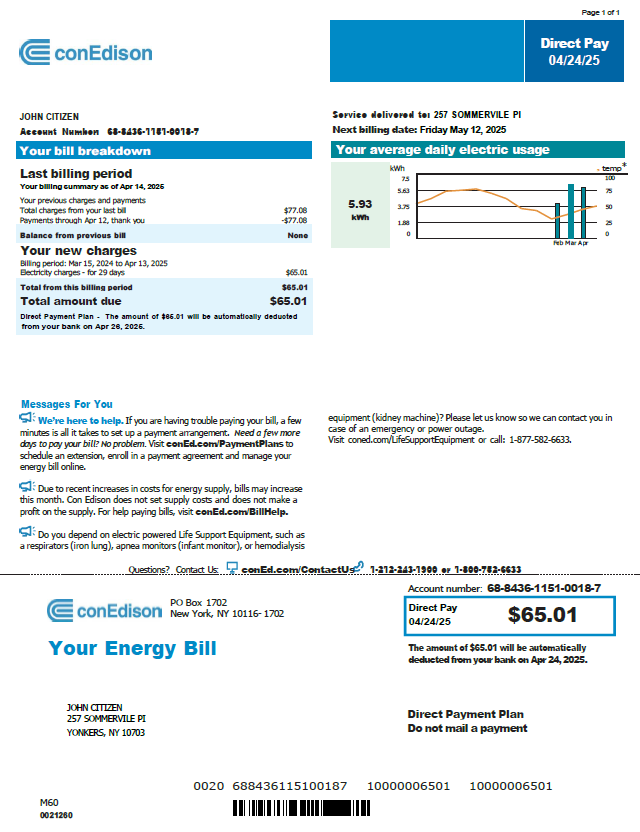 Page 1 of 1
conEdison
Direct Pay
04/24/25
JOHN CITIZEN
Account Number 68-8436-1151-0018-7
Service delivered to: 257 SOMMERVILE PI
Next billing date: Friday May 12, 2025
Your bill breakdown
Last billing period
Your billing summary as of Apr 14, 2025
Your previous charges and payments
Total charges from your last bill $77.08
Payments through Apr 12, thank you -$77.08
Balance from previous bill None
Your new charges
Billing period: Mar 15, 2024 to Apr 13, 2025
Electricity charges - for 29 days $65.01
Total from this billing period $65.01
Total amount due $65.01
Direct Payment Plan - The amount of $65.01 will be automatically deducted
from your bank on Apr 26, 2025.
Your average daily electric usage
5.93
kWh
kWh
. temp*
7.5 100
5.63 75
3.75 50
1.88 25
0 0
Feb Mar Apr
Messages For You
We're here to help. If you are having trouble paying your bill, a few
minutes is all it takes to set up a payment arrangement. Need a few more
days to pay your bill? No problem. Visit conEd.com/PaymentPlans to
schedule an extension, enroll in a payment agreement and manage your
energy bill online.
Due to recent increases in costs for energy supply, bills may increase
this month. Con Edison does not set supply costs and does not make a
profit on the supply. For help paying bills, visit conEd.com/BillHelp.
Do you depend on electric powered Life Support Equipment, such as
a respirators (iron lung), apnea monitors (infant monitor), or hemodialysis
equipment (kidney machine)? Please let us know so we can contact you in
case of an emergency or power outage.
Visit coned.com/LifeSupportEquipment or call: 1-877-582-6633.
Questions? Contact Us: conEd.com/ContactUs 1-212-243-1900 or 1-800-752-6633
conEdison
PO Box 1702
New York, NY 10116- 1702
Your Energy Bill
Account number: 68-8436-1151-0018-7
Direct Pay
04/24/25
$65.01
The amount of $65.01 will be automatically
deducted from your bank on Apr 24, 2025.
JOHN CITIZEN
257 SOMMERVILE PI
YONKERS, NY 10703
Direct Payment Plan
Do not mail a payment
0020 688436115100187 10000006501 10000006501
M60
0021260